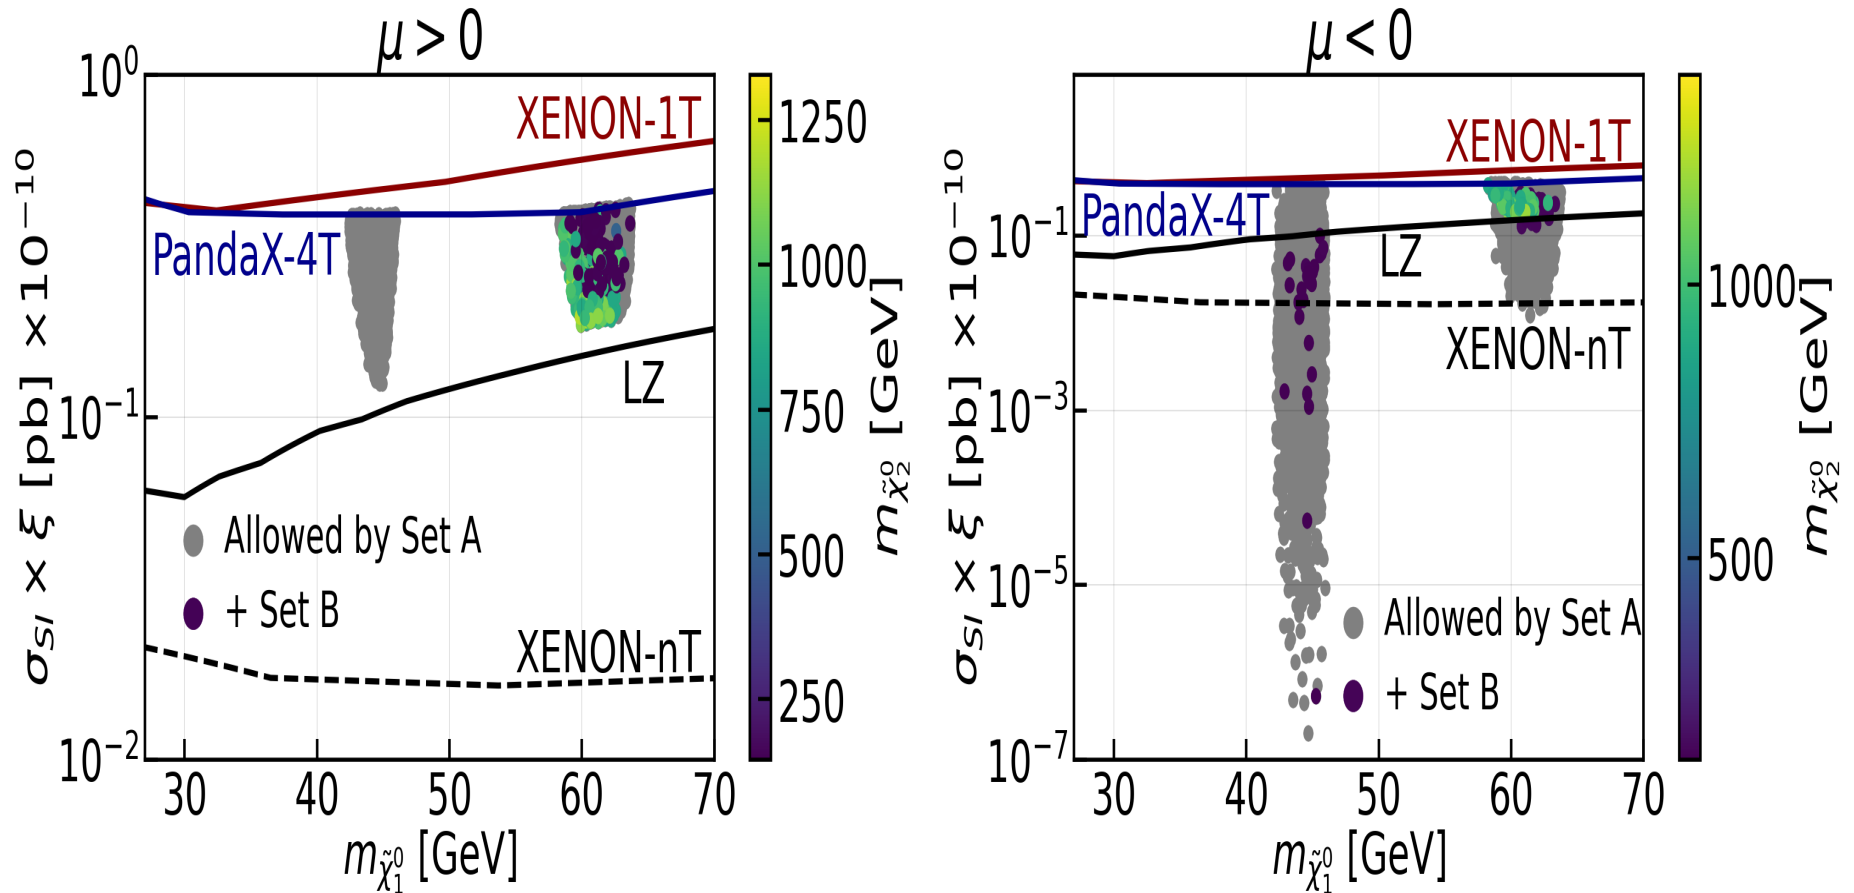 μ > 0
10⁰
10⁻¹
10⁻²
σ_SI × ξ [pb] ×10⁻¹⁰
XENON-1T
PandaX-4T
LZ
Allowed by Set A
+ Set B
XENON-nT
30 40 50 60 70
m_χ̃₁⁰ [GeV]
1250
1000
750
500
250
m_χ̃₂⁰ [GeV]
μ < 0
10⁻¹
10⁻³
10⁻⁵
10⁻⁷
σ_SI × ξ [pb] ×10⁻¹⁰
XENON-1T
PandaX-4T
LZ
XENON-nT
Allowed by Set A
+ Set B
30 40 50 60 70
m_χ̃₁⁰ [GeV]
1000
500
m_χ̃₂⁰ [GeV]